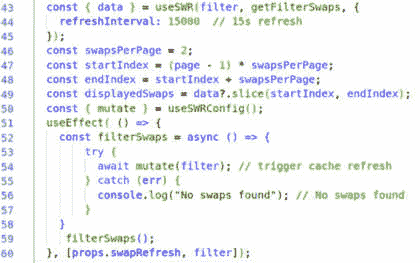 43 const { data } = useSWR(filter, getFilterSwaps, {
44 refreshInterval: 15000 // 15s refresh
45 });
46 const swapsPerPage = 2;
47 const startIndex = (page - 1) * swapsPerPage;
48 const endIndex = startIndex + swapsPerPage;
49 const displayedSwaps = data?.slice(startIndex, endIndex);
50 const { mutate } = useSWRConfig();
51 useEffect( () => {
52 const filterSwaps = async () => {
53 try {
54 await mutate(filter); // trigger cache refresh
55 } catch (err) {
56 console.log("No swaps found"); // No swaps found
57 }
58 }
59 filterSwaps();
60 }, [props.swapRefresh, filter]);